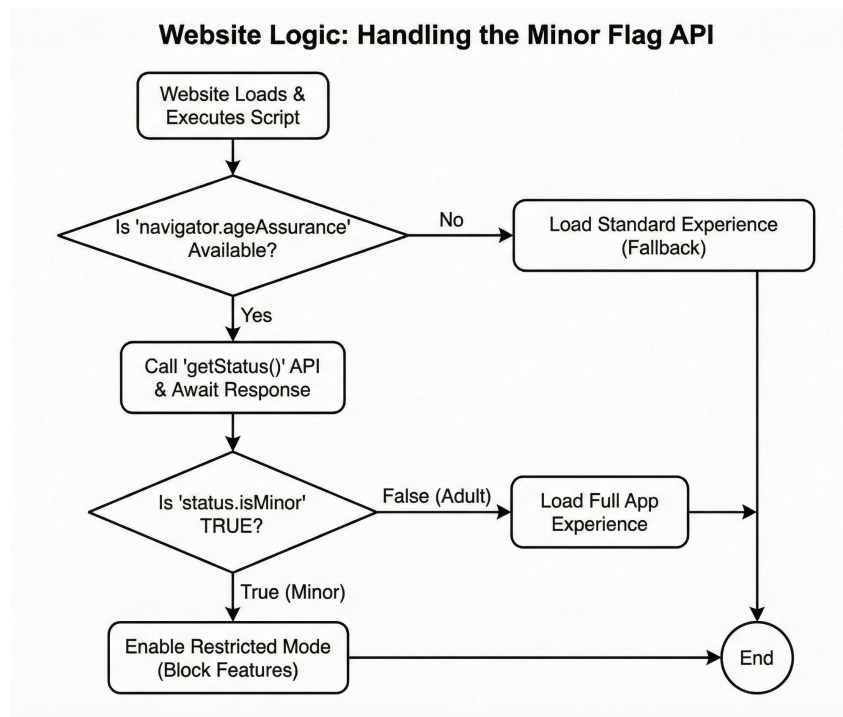 Website Logic: Handling the Minor Flag API
Website Loads &
Executes Script
Is 'navigator.ageAssurance'
Available?
No
Load Standard Experience
(Fallback)
Yes
Call 'getStatus()' API
& Await Response
Is 'status.isMinor'
TRUE?
False (Adult)
Load Full App
Experience
True (Minor)
Enable Restricted Mode
(Block Features)
End